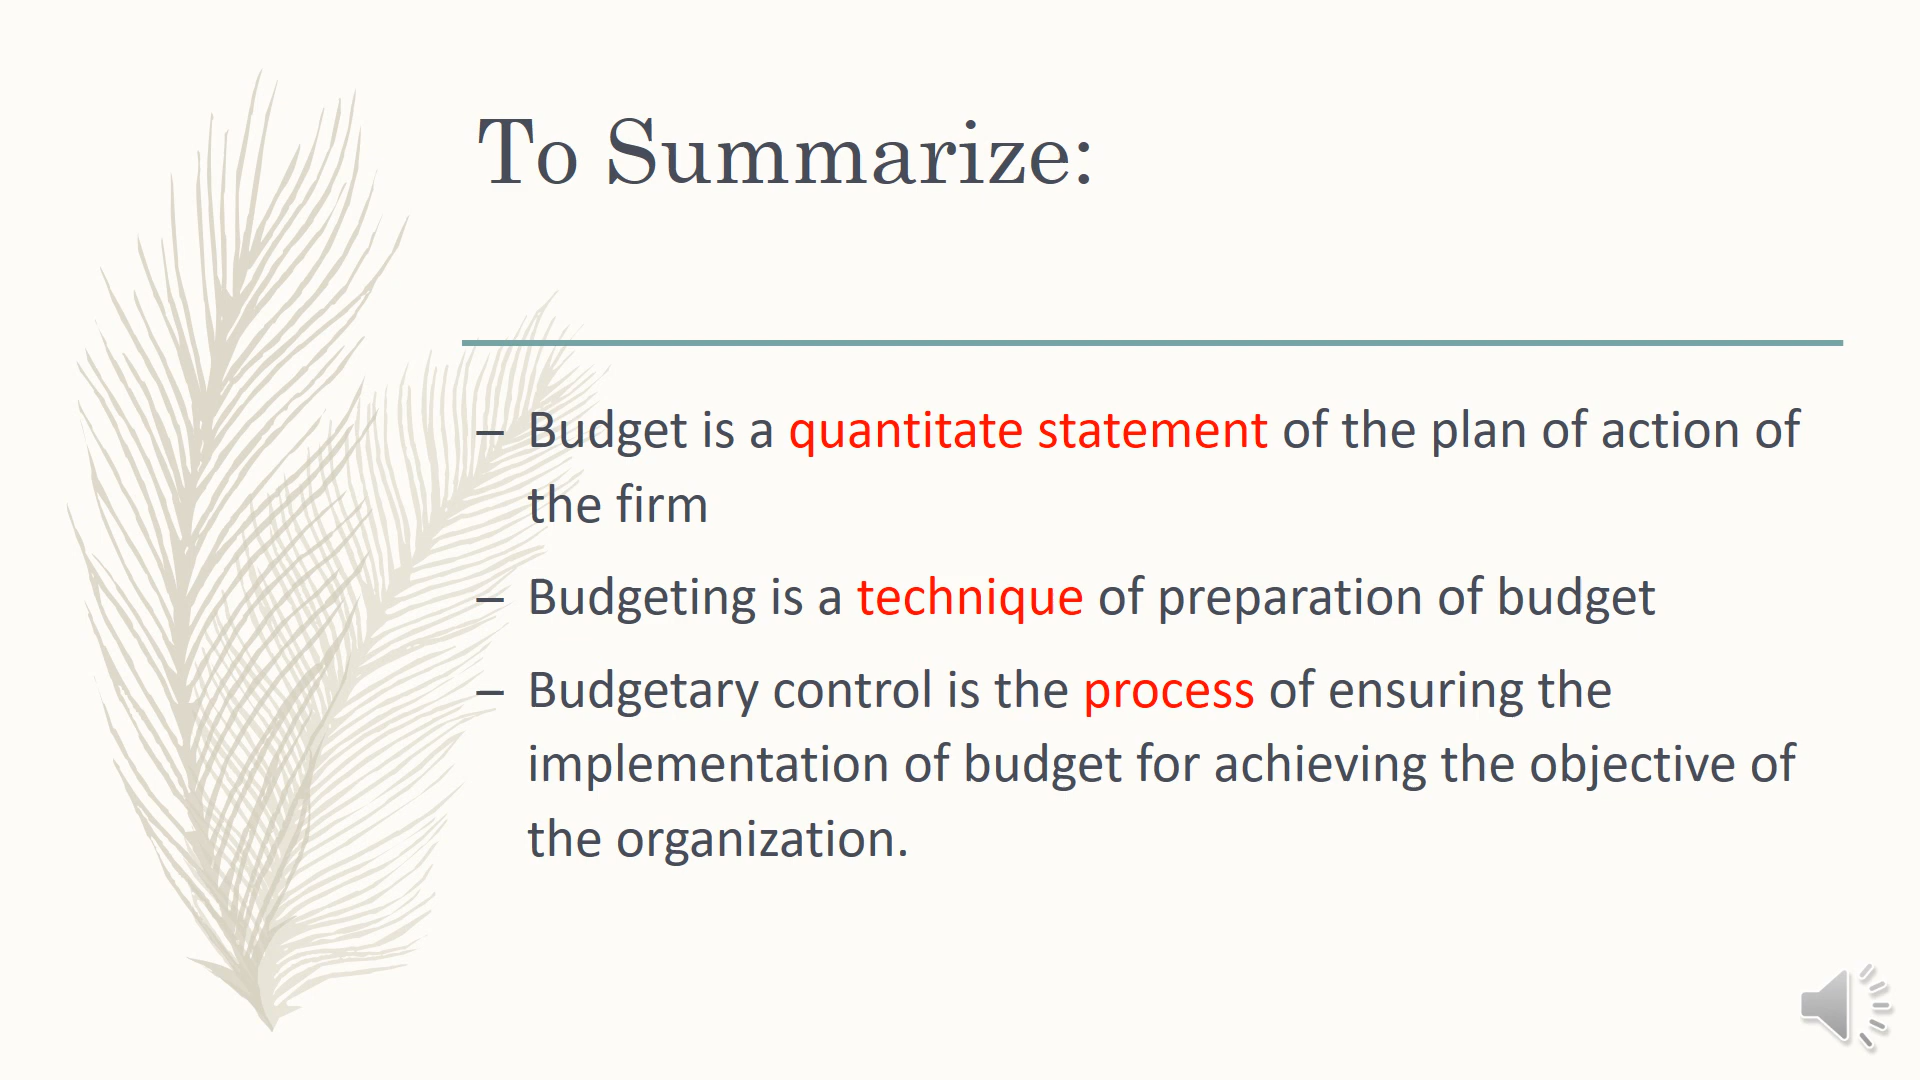 To Summarize:
– Budget is a quantitate statement of the plan of action of
the firm
– Budgeting is a technique of preparation of budget
– Budgetary control is the process of ensuring the
implementation of budget for achieving the objective of
the organization.